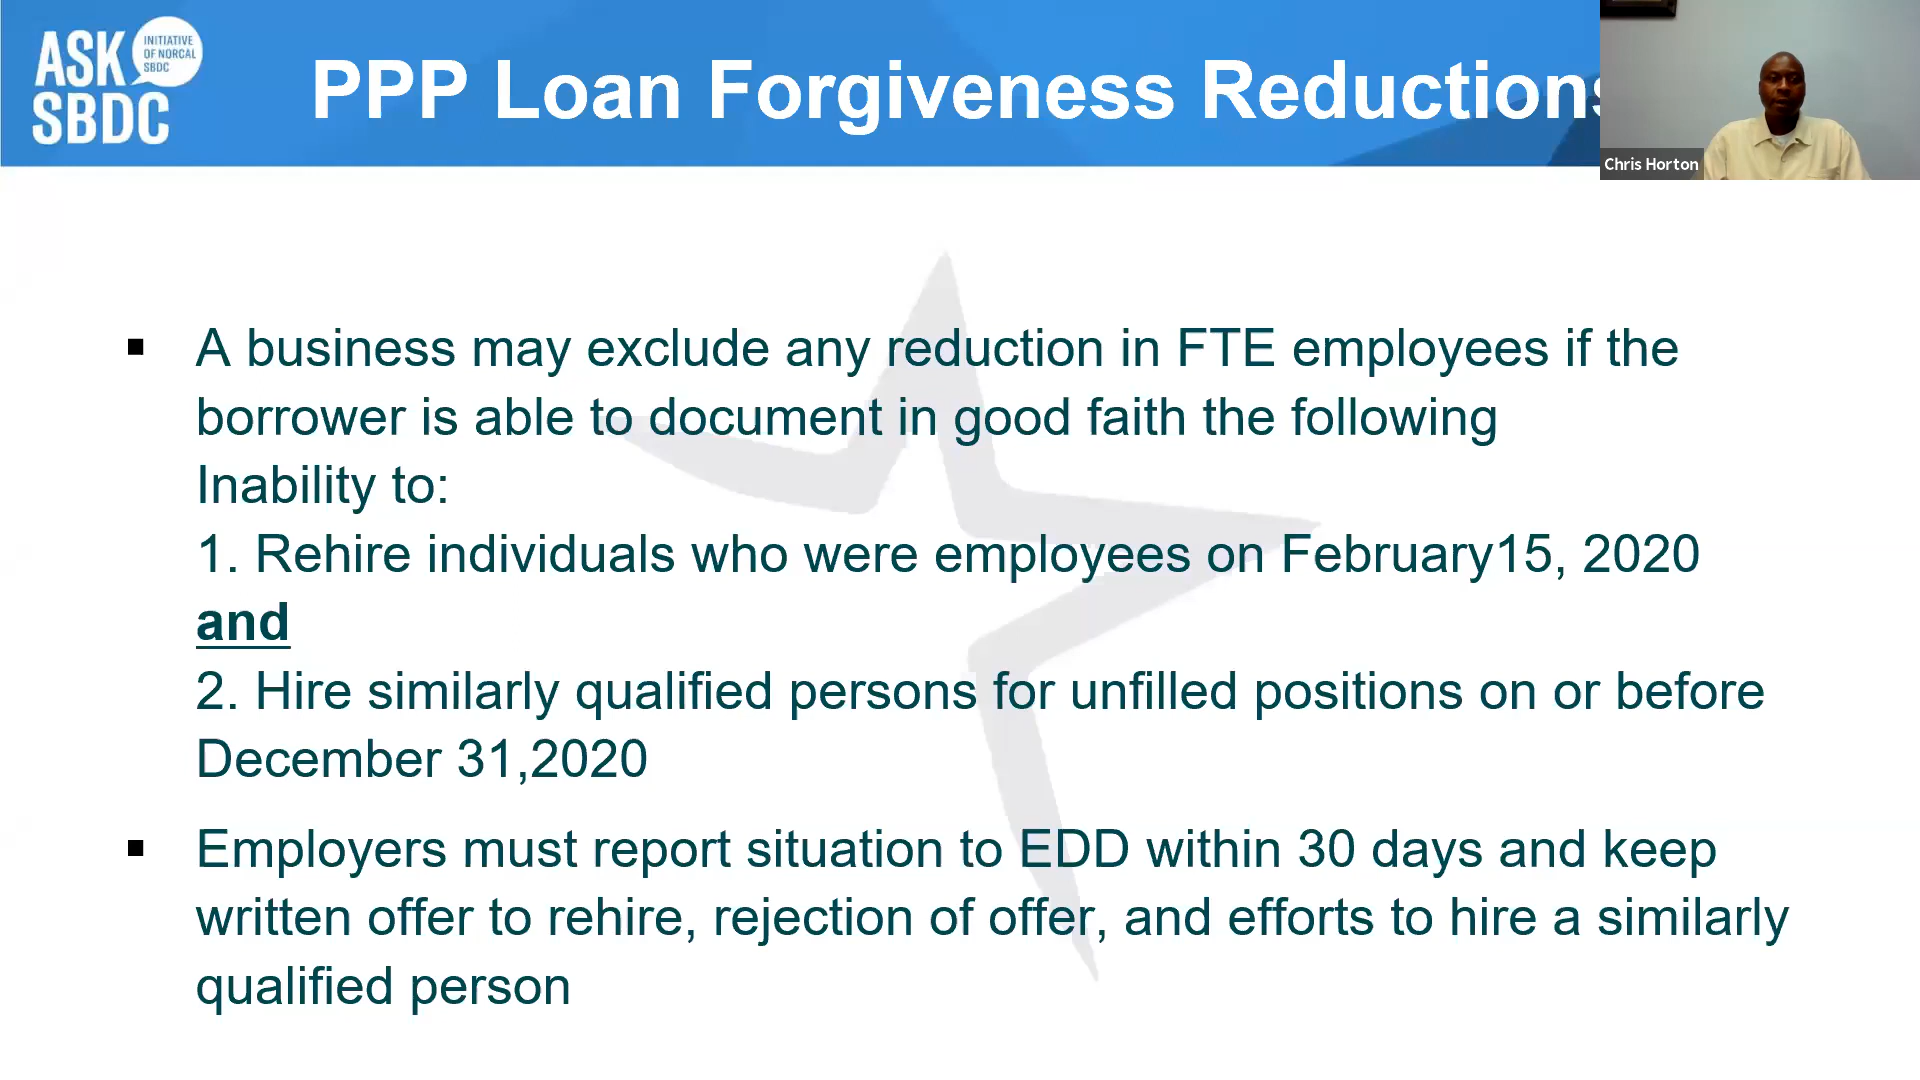 ASK
SBDC
INITIATIVE
OF NORCAL
SBDC
PPP Loan Forgiveness Reductions
Chris Horton
▪ A business may exclude any reduction in FTE employees if the
borrower is able to document in good faith the following
Inability to:
1. Rehire individuals who were employees on February15, 2020
and
2. Hire similarly qualified persons for unfilled positions on or before
December 31,2020
▪ Employers must report situation to EDD within 30 days and keep
written offer to rehire, rejection of offer, and efforts to hire a similarly
qualified person